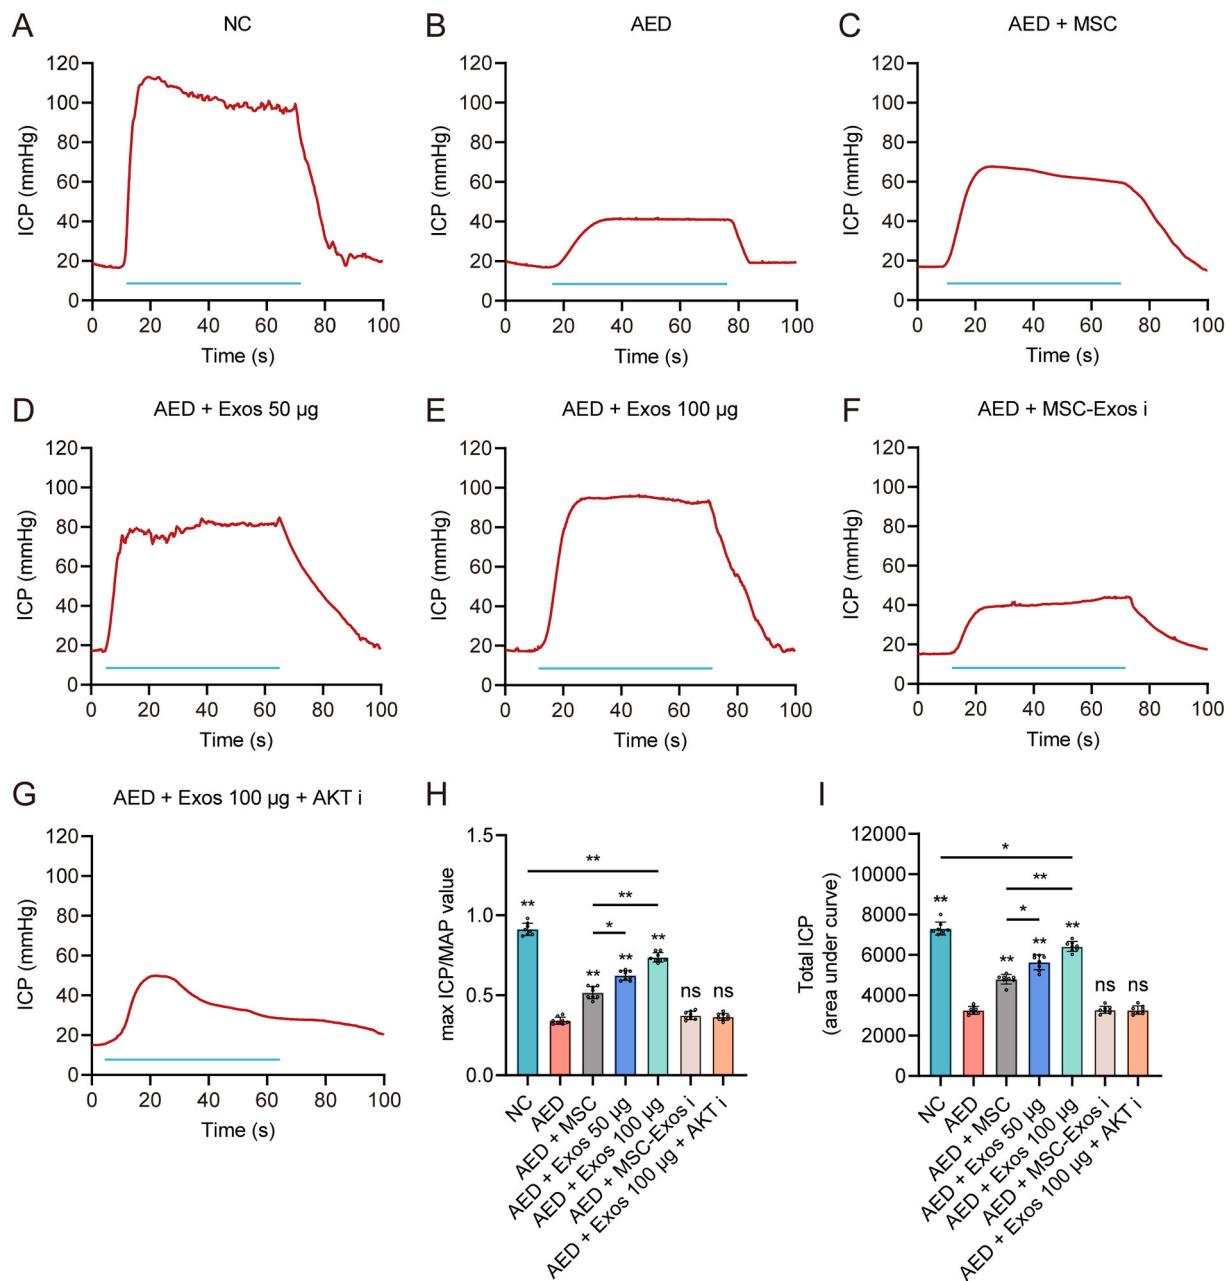 A
NC
ICP (mmHg)
120
100
80
60
40
20
0
0 20 40 60 80 100
Time (s)
B
AED
ICP (mmHg)
120
100
80
60
40
20
0
0 20 40 60 80 100
Time (s)
C
AED + MSC
ICP (mmHg)
120
100
80
60
40
20
0
0 20 40 60 80 100
Time (s)
D
AED + Exos 50 µg
ICP (mmHg)
120
100
80
60
40
20
0
0 20 40 60 80 100
Time (s)
E
AED + Exos 100 µg
ICP (mmHg)
120
100
80
60
40
20
0
0 20 40 60 80 100
Time (s)
F
AED + MSC-Exos i
ICP (mmHg)
120
100
80
60
40
20
0
0 20 40 60 80 100
Time (s)
G
AED + Exos 100 µg + AKT i
ICP (mmHg)
120
100
80
60
40
20
0
0 20 40 60 80 100
Time (s)
H
max ICP/MAP value
1.5
1.0
0.5
0.0
**
**
*
** ** ** ** ns ns
NC
AED
AED + MSC
AED + Exos 50 µg
AED + Exos 100 µg
AED + MSC-Exos i
AED + Exos 100 µg + AKT i
I
Total ICP
(area under curve)
12000
10000
8000
6000
4000
2000
0
*
**
*
** ** ** ** ns ns
NC
AED
AED + MSC
AED + Exos 50 µg
AED + Exos 100 µg
AED + MSC-Exos i
AED + Exos 100 µg + AKT i